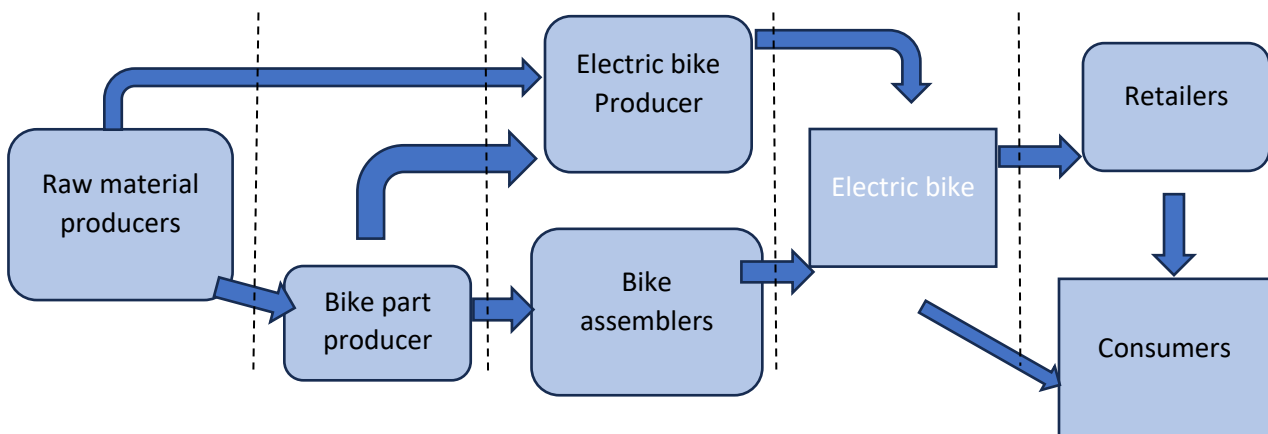 Raw material
producers
Bike part
producer
Electric bike
Producer
Bike
assemblers
Electric bike
Retailers
Consumers